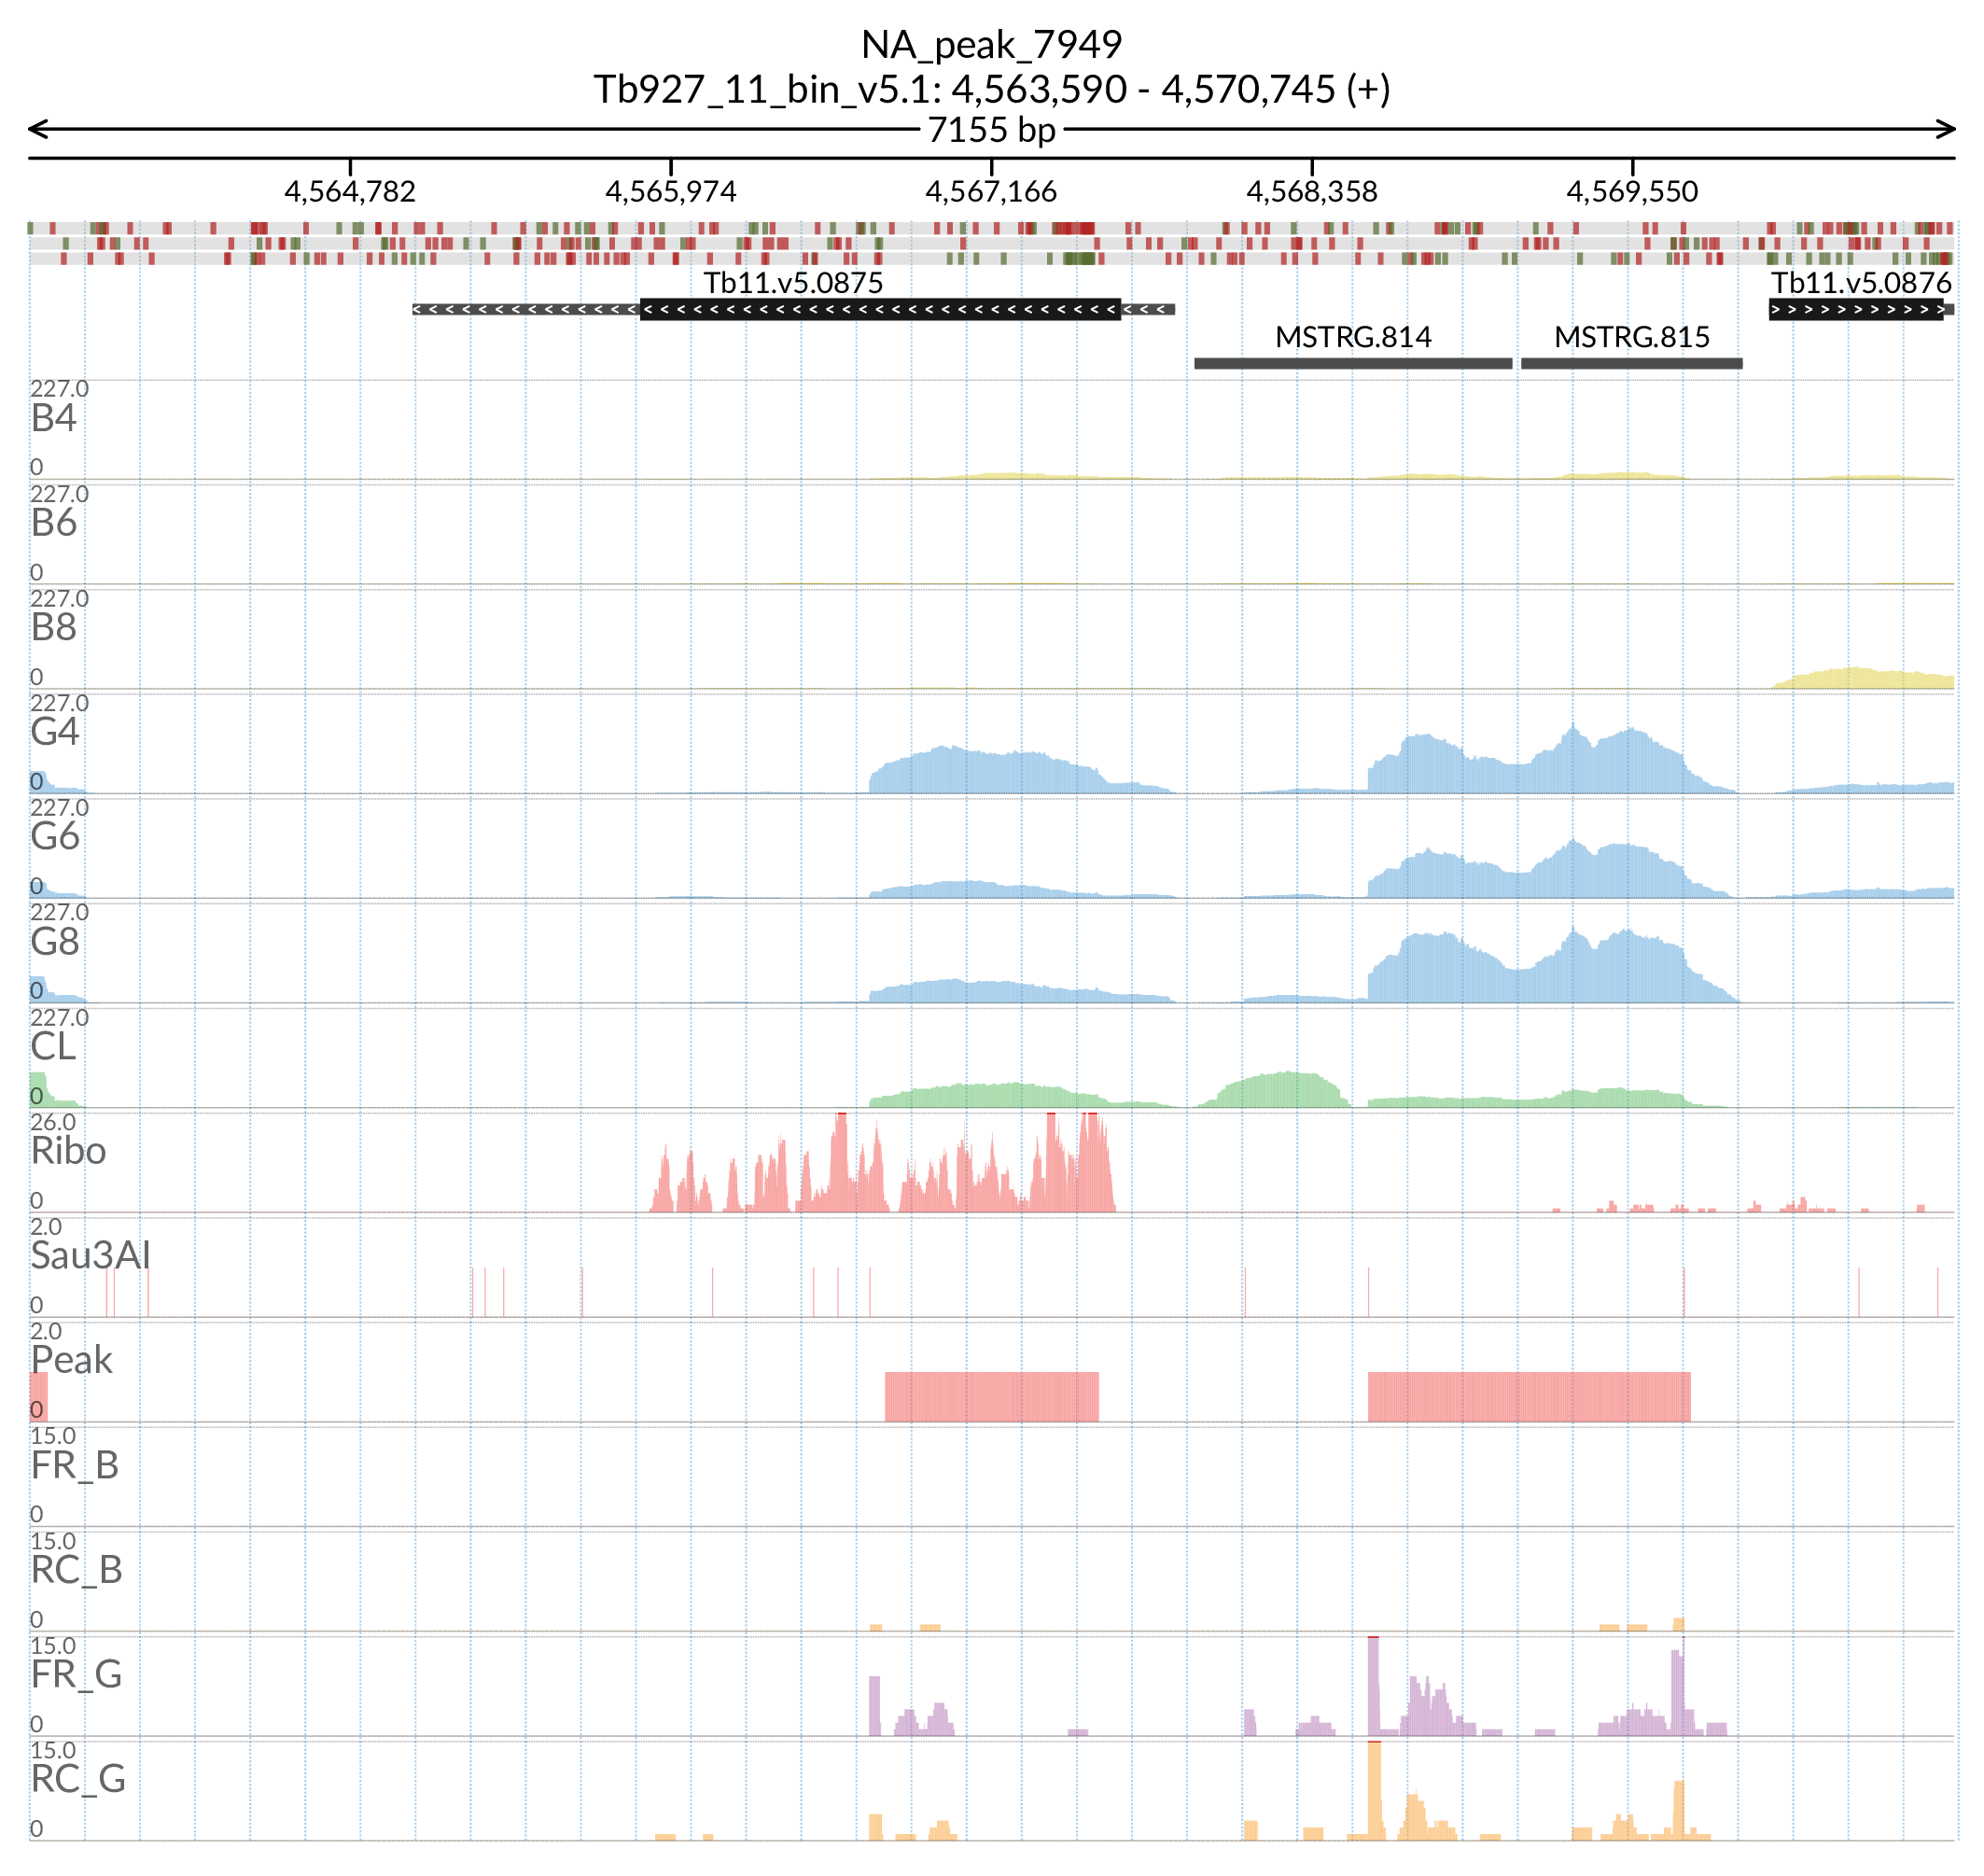 NA_peak_7949
Tb927_11_bin_v5.1: 4,563,590 - 4,570,745 (+)
7155 bp
4,564,782 4,565,974 4,567,166 4,568,358 4,569,550
Tb11.v5.0875 Tb11.v5.0876
MSTRG.814 MSTRG.815
227.0
B4
0
227.0
B6
0
227.0
B8
0
227.0
G4
0
227.0
G6
0
227.0
G8
0
227.0
CL
0
26.0
Ribo
0
2.0
Sau3AI
0
2.0
Peak
0
15.0
FR_B
0
15.0
RC_B
0
15.0
FR_G
0
15.0
RC_G
0